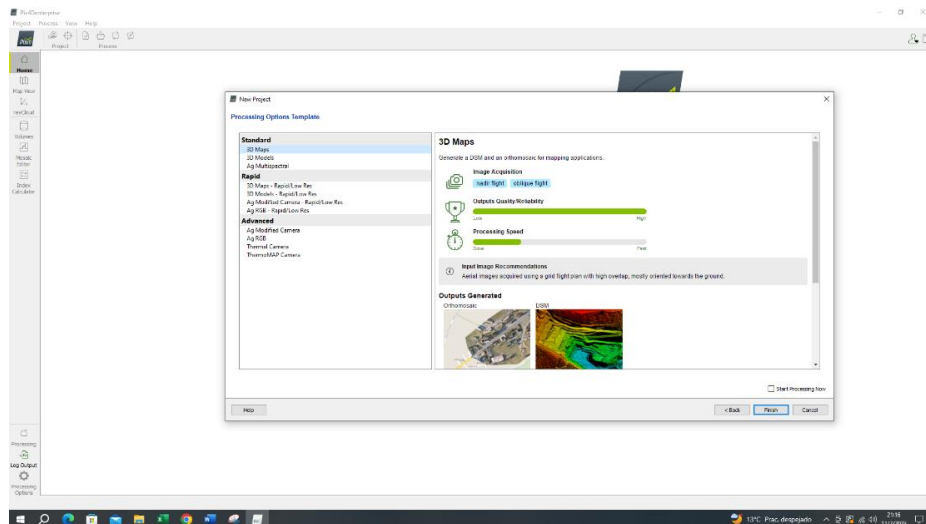 Pix4Denterprise
Project Process View Help
Project
Process
Home
Map View
rayCloud
Volumes
Mosaic Editor
Index Calculator
New Project
Processing Options Template
Standard
3D Maps
3D Models
Ag Multispectral
Rapid
3D Maps - Rapid/Low Res
3D Models - Rapid/Low Res
Ag Modified Camera - Rapid/Low Res
Ag RGB - Rapid/Low Res
Advanced
Ag Modified Camera
Ag RGB
Thermal Camera
ThermoMAP Camera
3D Maps
Generate a DSM and an orthomosaic for mapping applications.
Image Acquisition
nadir flight oblique flight
Outputs Quality/Reliability
Low High
Processing Speed
Slow Fast
Input Image Recommendations
Aerial images acquired using a grid flight plan with high overlap, mostly oriented towards the ground.
Outputs Generated
Orthomosaic DSM
Start Processing Now
Help < Back Finish Cancel
Processing
Log Output
Processing
Options
13°C Prac. despejado
21:16